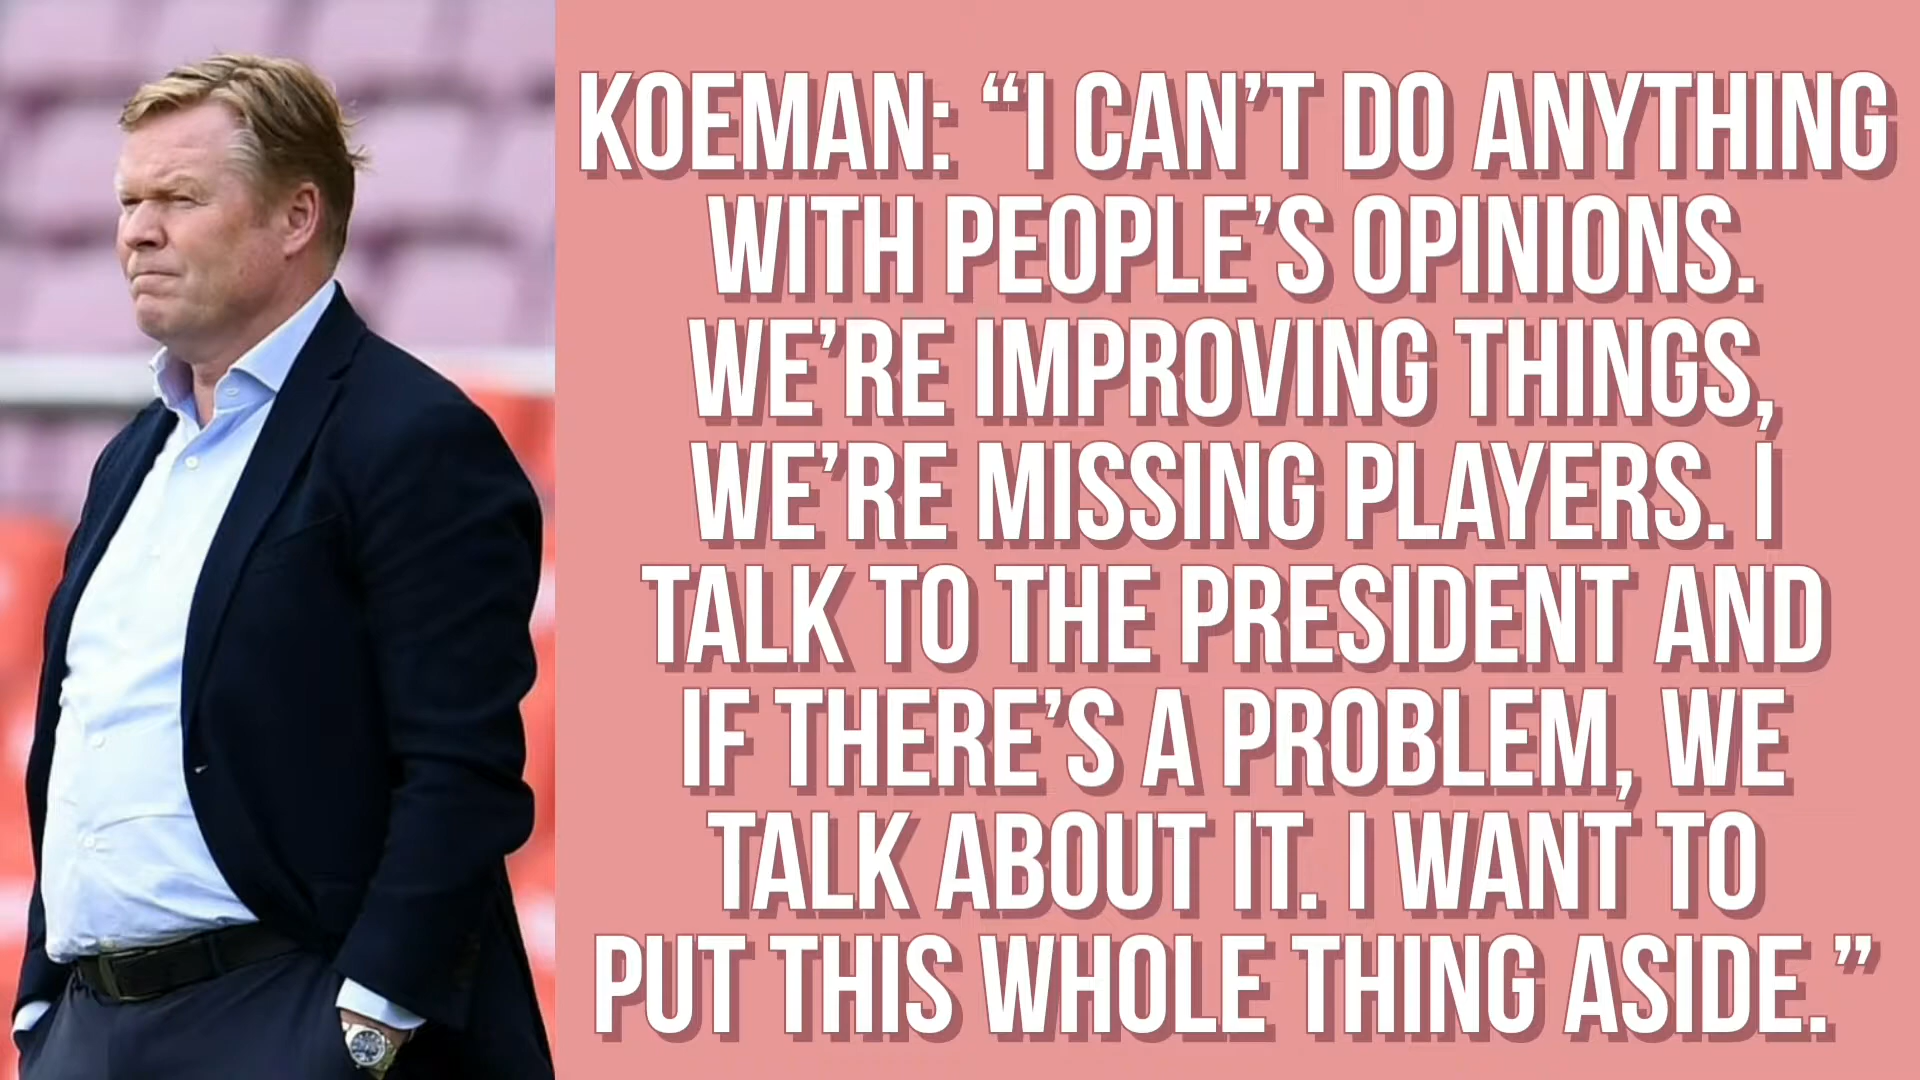 KOEMAN: “I CAN’T DO ANYTHING
WITH PEOPLE’S OPINIONS.
WE’RE IMPROVING THINGS,
WE’RE MISSING PLAYERS. I
TALK TO THE PRESIDENT AND
IF THERE’S A PROBLEM, WE
TALK ABOUT IT. I WANT TO
PUT THIS WHOLE THING ASIDE.”